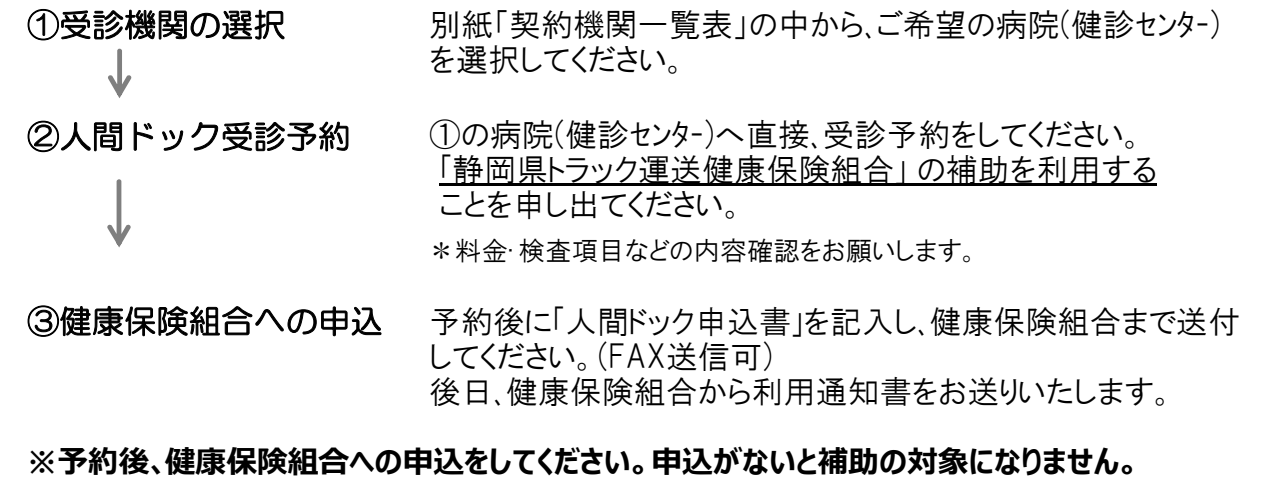 ①受診機関の選択
別紙「契約機関一覧表」の中から、ご希望の病院(健診センター)
を選択してください。
②人間ドック受診予約
①の病院(健診センター)へ直接、受診予約をしてください。
「静岡県トラック運送健康保険組合」の補助を利用する
ことを申し出てください。
＊料金・検査項目などの内容確認をお願いします。
③健康保険組合への申込
予約後に「人間ドック申込書」を記入し、健康保険組合まで送付
してください。(FAX送信可)
後日、健康保険組合から利用通知書をお送りいたします。
※予約後、健康保険組合への申込をしてください。申込がないと補助の対象になりません。